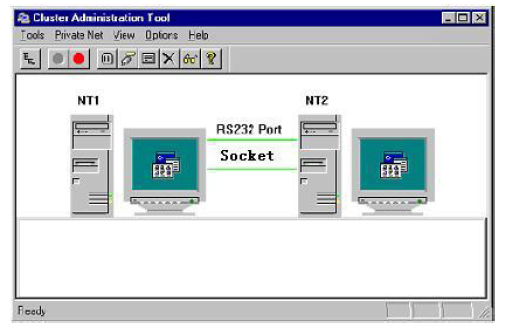 Cluster Administration Tool
Tools Private Net View Options Help
NT1
NT2
RS232 Port
Socket
Ready